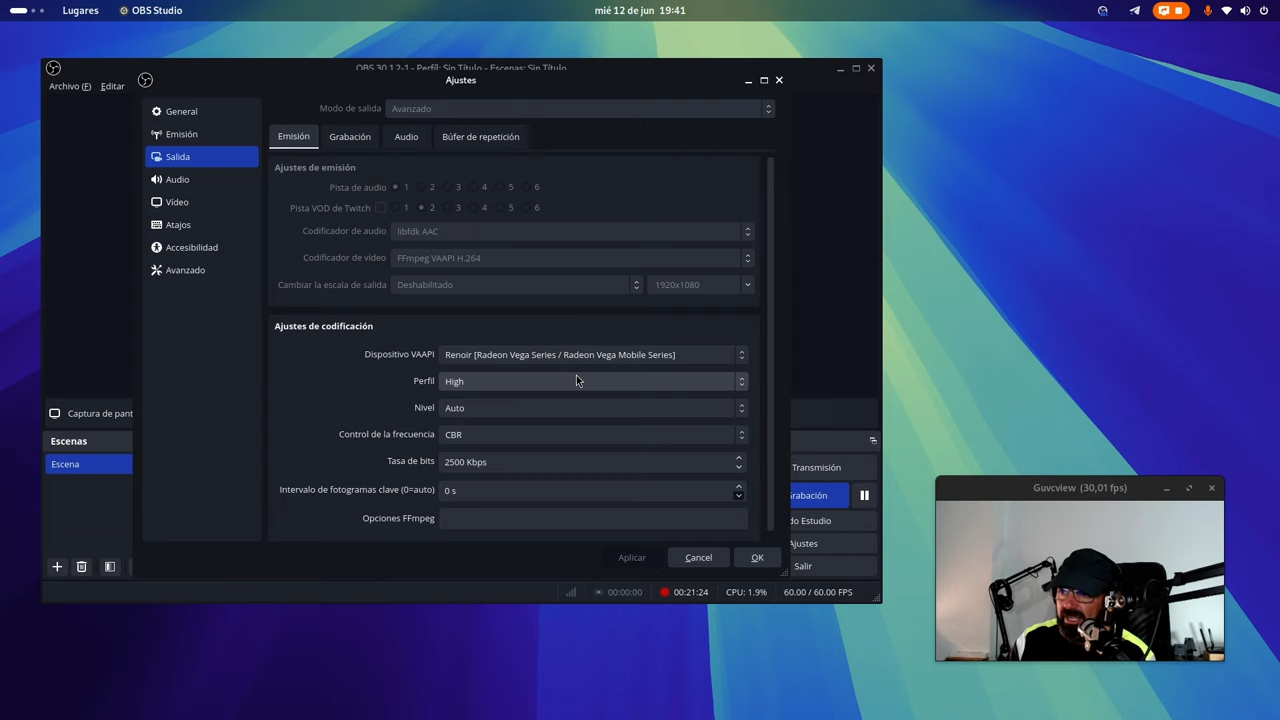 Lugares
OBS Studio
mié 12 de jun 19:41
OBS 30.1.2-1 - Perfil: Sin Título - Escenas: Sin Título
Archivo (F)
Editar
Ajustes
General
Emisión
Salida
Audio
Vídeo
Atajos
Accesibilidad
Avanzado
Modo de salida
Avanzado
Emisión
Grabación
Audio
Búfer de repetición
Ajustes de emisión
Pista de audio
1 2 3 4 5 6
Pista VOD de Twitch
1 2 3 4 5 6
Codificador de audio
libfdk AAC
Codificador de vídeo
FFmpeg VAAPI H.264
Cambiar la escala de salida
Deshabilitado
1920x1080
Ajustes de codificación
Dispositivo VAAPI
Renoir [Radeon Vega Series / Radeon Vega Mobile Series]
Perfil
High
Nivel
Auto
Control de la frecuencia
CBR
Tasa de bits
2500 Kbps
Intervalo de fotogramas clave (0=auto)
0 s
Opciones FFmpeg
Aplicar
Cancel
OK
Captura de pant
Escenas
Escena
Transmisión
Grabación
do Estudio
Ajustes
Salir
00:00:00
00:21:24
CPU: 1.9%
60.00 / 60.00 FPS
Guvcview (30,01 fps)